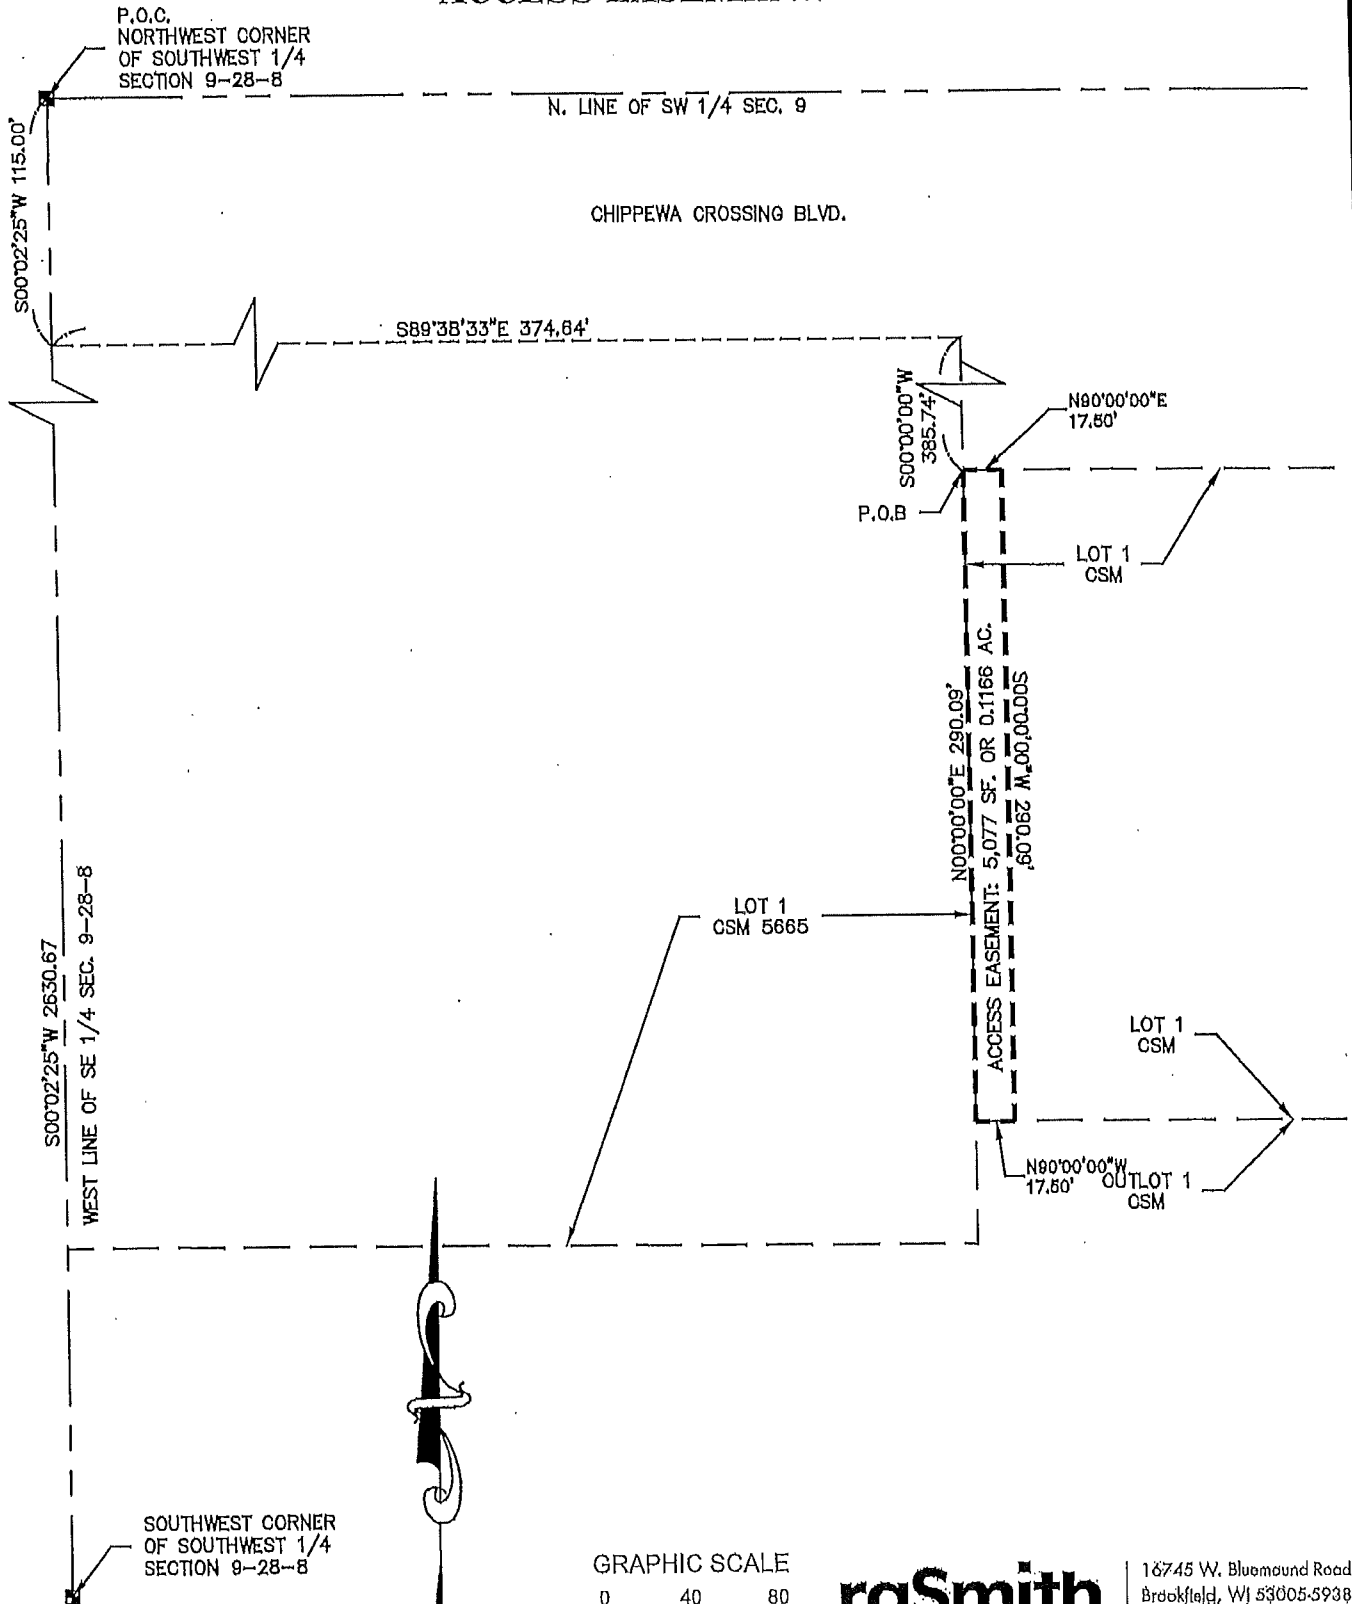 P.O.C.
NORTHWEST CORNER
OF SOUTHWEST 1/4
SECTION 9-28-8
N. LINE OF SW 1/4 SEC. 9
S00°02'25"W 115.00'
CHIPPEWA CROSSING BLVD.
S89°38'33"E 374.64'
S00°00'00"W
385.74'
N90°00'00"E
17.50'
P.O.B
LOT 1
CSM
N00°00'00"E 290.09'
ACCESS EASEMENT: 5,077 SF. OR 0.1166 AC.
S00°00'00"W 290.09'
LOT 1
CSM 5665
S00°02'25"W 2630.67
WEST LINE OF SE 1/4 SEC. 9-28-8
LOT 1
CSM
N90°00'00"W
17.50'
OUTLOT 1
CSM
SOUTHWEST CORNER
OF SOUTHWEST 1/4
SECTION 9-28-8
GRAPHIC SCALE
0 40 80
rgSmith
16745 W. Bluemound Road
Brookfield, WI 53005-5938